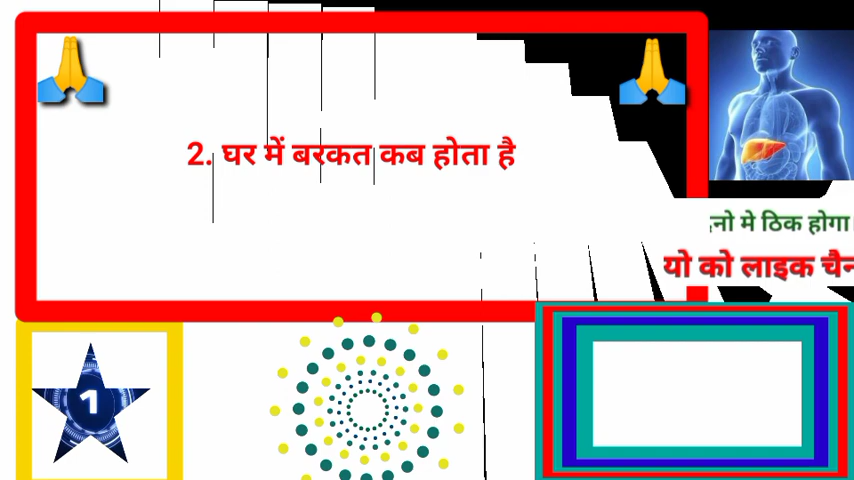 2. घर में बरकत कब होता है
मे ठिक होगा
को लाइक
1